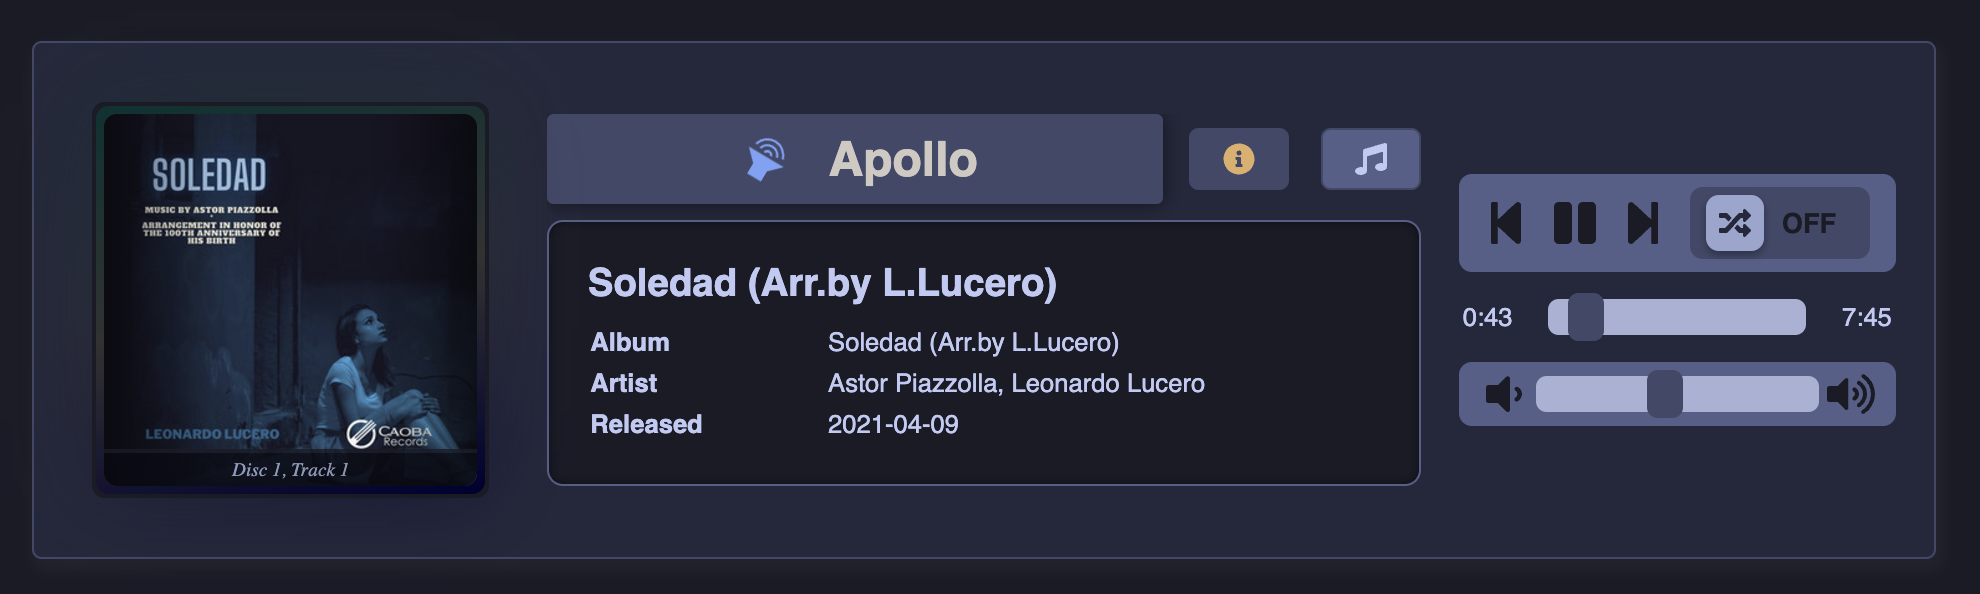 SOLEDAD
MUSIC BY ASTOR PIAZZOLLA
ARRANGEMENT IN HONOR OF
THE 100TH ANNIVERSARY OF
HIS BIRTH
LEONARDO LUCERO
CAOBA
Records
Disc 1, Track 1
Apollo
Soledad (Arr.by L.Lucero)
Album Soledad (Arr.by L.Lucero)
Artist Astor Piazzolla, Leonardo Lucero
Released 2021-04-09
OFF
0:43 7:45